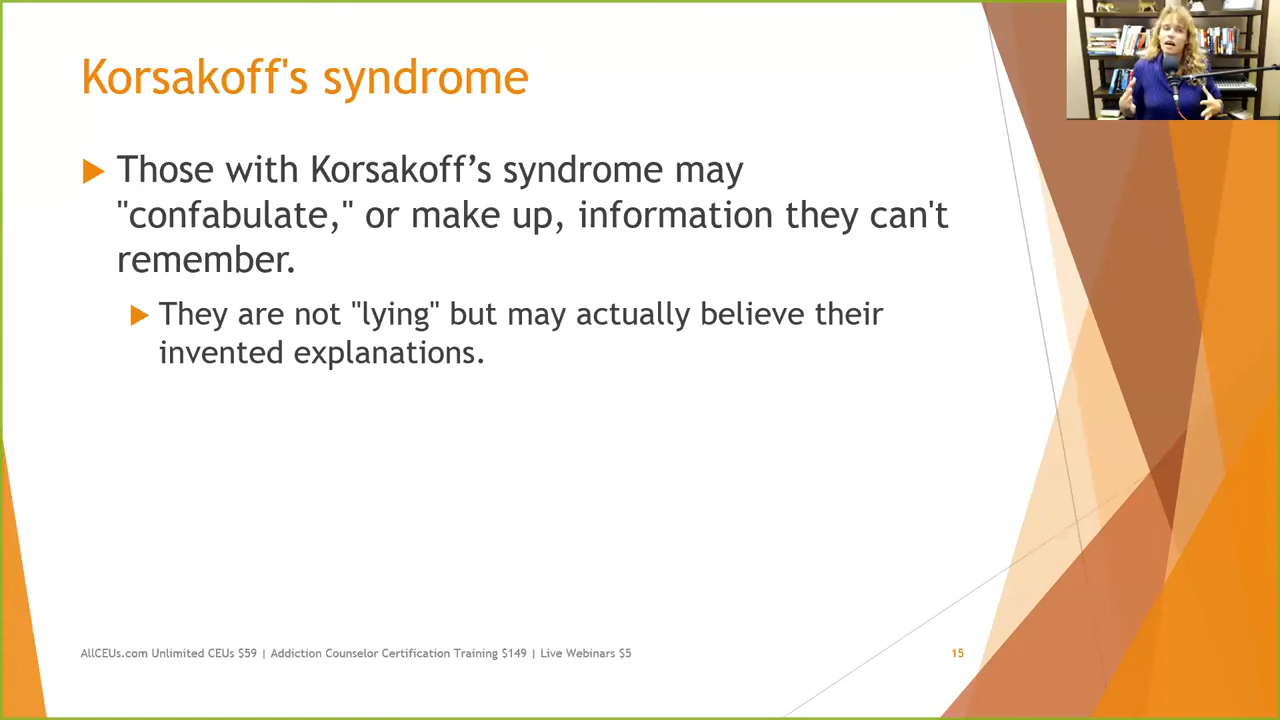 Korsakoff's syndrome
Those with Korsakoff’s syndrome may
"confabulate," or make up, information they can't
remember.
They are not "lying" but may actually believe their
invented explanations.
AllCEUs.com Unlimited CEUs $59 | Addiction Counselor Certification Training $149 | Live Webinars $5
15